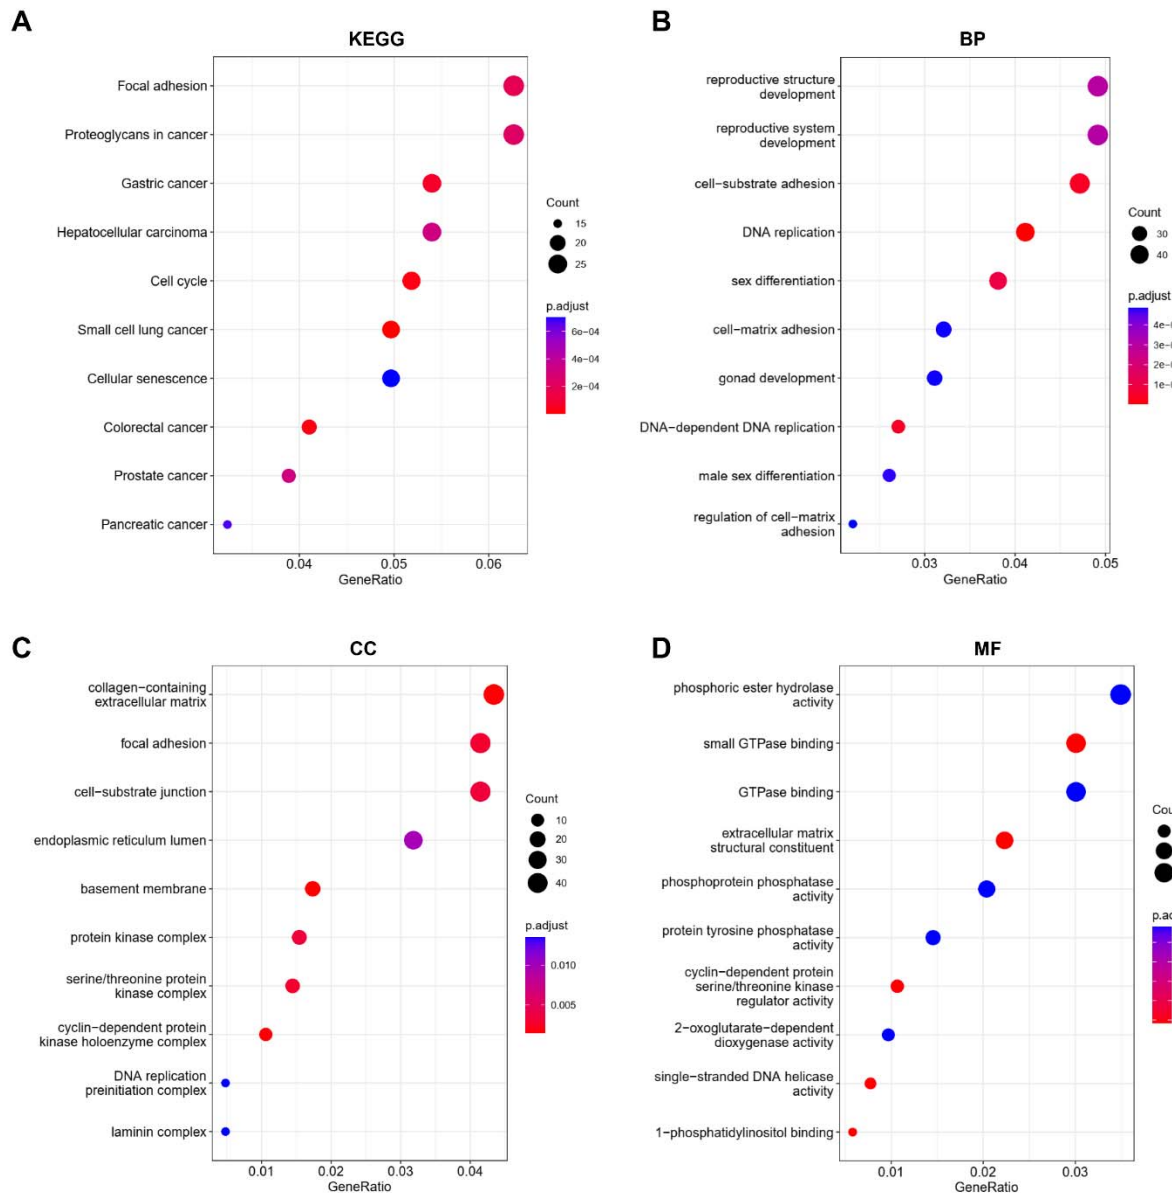 A
KEGG
Focal adhesion
Proteoglycans in cancer
Gastric cancer
Hepatocellular carcinoma
Cell cycle
Small cell lung cancer
Cellular senescence
Colorectal cancer
Prostate cancer
Pancreatic cancer
0.04 0.05 0.06
GeneRatio
Count
15
20
25
p.adjust
6e−04
4e−04
2e−04
B
BP
reproductive structure
development
reproductive system
development
cell−substrate adhesion
DNA replication
sex differentiation
cell−matrix adhesion
gonad development
DNA−dependent DNA replication
male sex differentiation
regulation of cell−matrix
adhesion
0.03 0.04 0.05
GeneRatio
Count
30
40
p.adjust
4e−0
3e−0
1e−0
C
CC
collagen−containing
extracellular matrix
focal adhesion
cell−substrate junction
endoplasmic reticulum lumen
basement membrane
protein kinase complex
serine/threonine protein
kinase complex
cyclin−dependent protein
kinase holoenzyme complex
DNA replication
preinitiation complex
laminin complex
0.01 0.02 0.03 0.04
GeneRatio
Count
10
20
30
40
p.adjust
0.010
0.005
D
MF
phosphoric ester hydrolase
activity
small GTPase binding
GTPase binding
extracellular matrix
structural constituent
phosphoprotein phosphatase
activity
protein tyrosine phosphatase
activity
cyclin−dependent protein
serine/threonine kinase
regulator activity
2−oxoglutarate−dependent
dioxygenase activity
single−stranded DNA helicase
activity
1−phosphatidylinositol binding
0.01 0.02 0.03
GeneRatio
Cou
p.ad